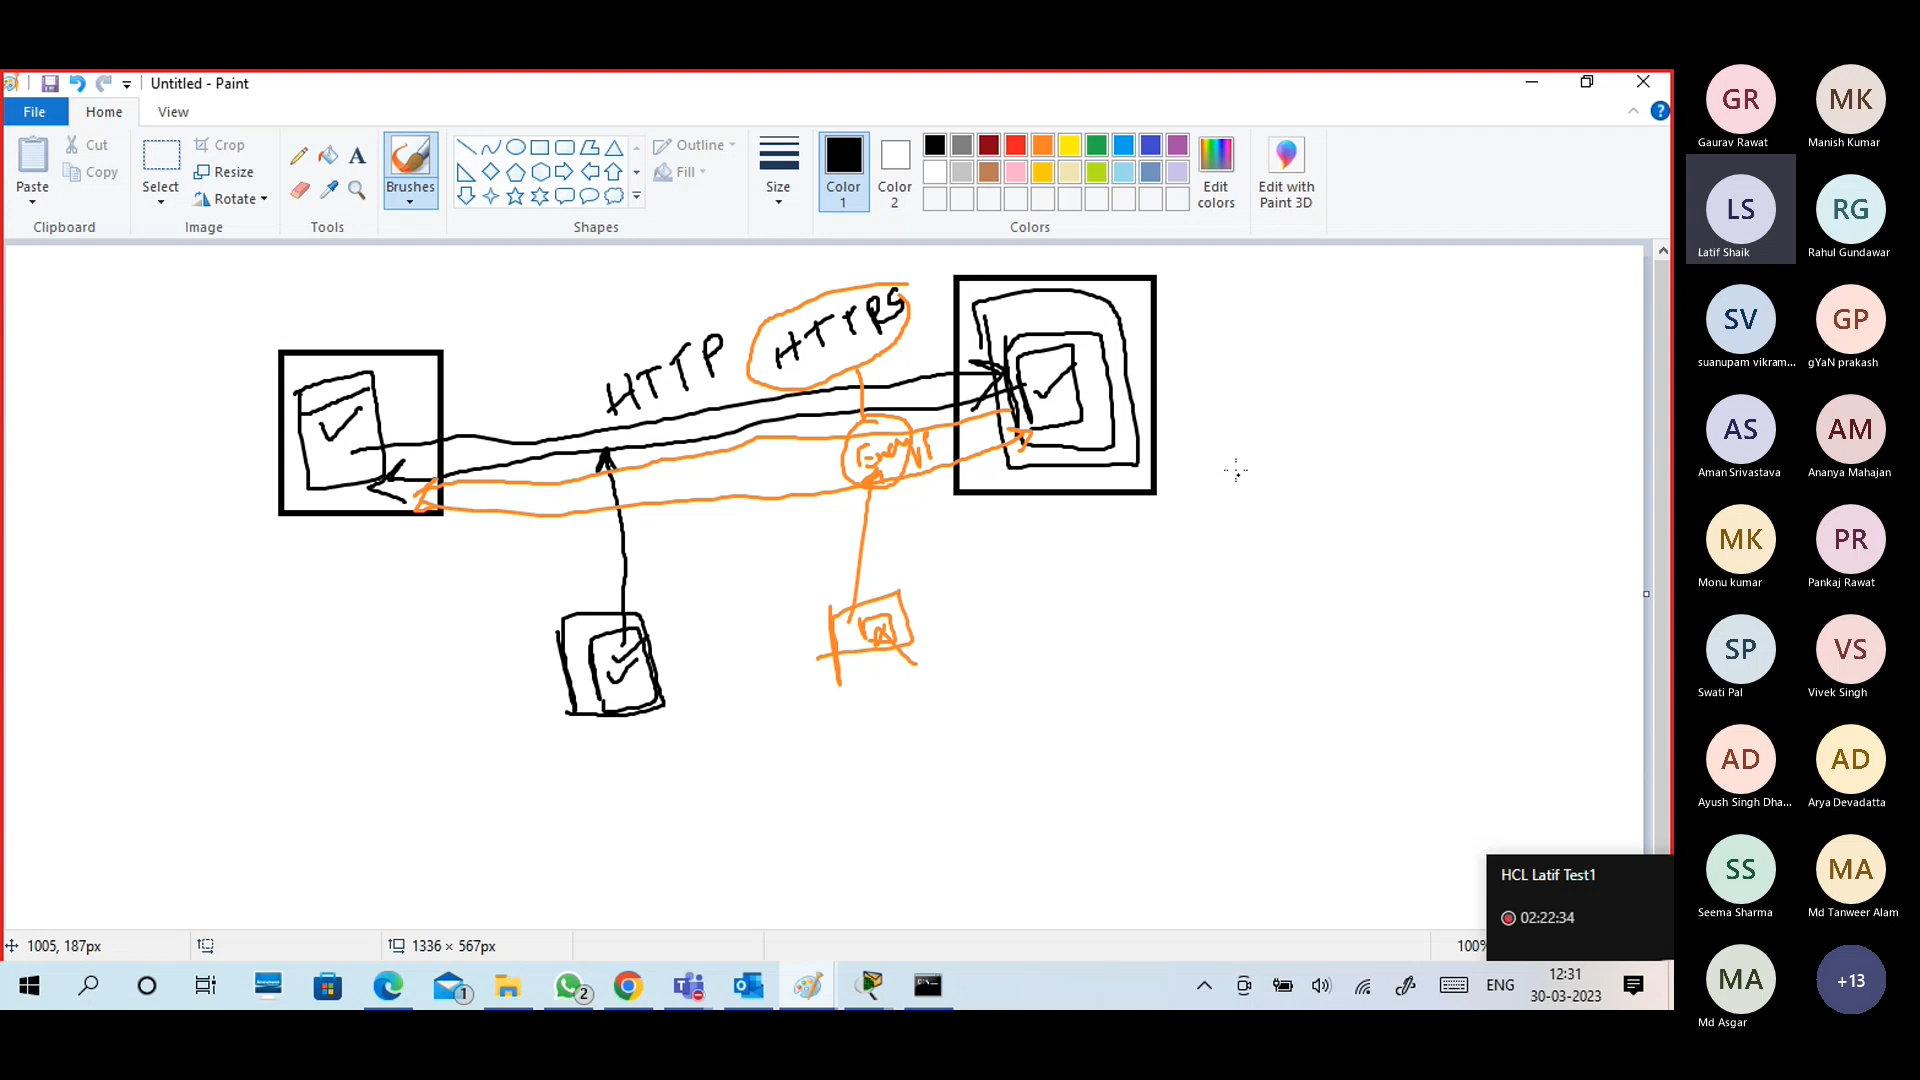 Untitled - Paint
File
Home
View
Paste
Cut
Copy
Clipboard
Select
Crop
Resize
Rotate
Image
A
Tools
Brushes
Outline
Fill
Shapes
Size
Color
1
Color
2
Edit
colors
Edit with
Paint 3D
Colors
?
HTTP
HTTPS
1005, 187px
1336 × 567px
100%
HCL Latif Test1
02:22:34
1
2
ENG
12:31
30-03-2023
GR
Gaurav Rawat
MK
Manish Kumar
LS
Latif Shaik
RG
Rahul Gundawar
SV
suanupam vikram...
GP
gYaN prakash
AS
Aman Srivastava
AM
Ananya Mahajan
MK
Monu kumar
PR
Pankaj Rawat
SP
Swati Pal
VS
Vivek Singh
AD
Ayush Singh Dha...
AD
Arya Devadatta
SS
Seema Sharma
MA
Md Tanweer Alam
MA
Md Asgar
+13